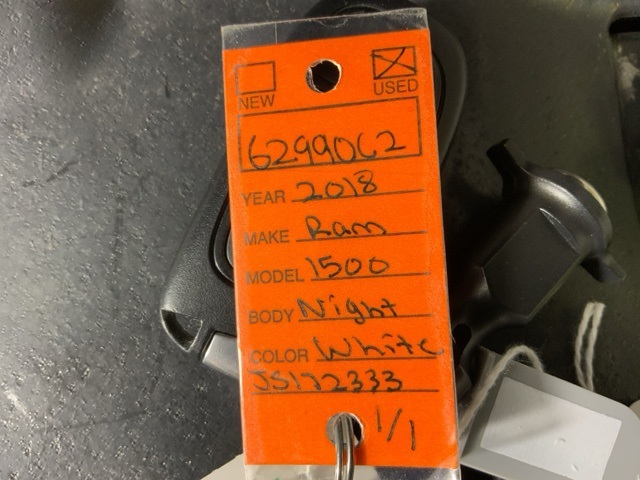 NEW USED
6299062
YEAR 2018
MAKE Ram
MODEL 1500
BODY Night
COLOR White
JS172333
1/1